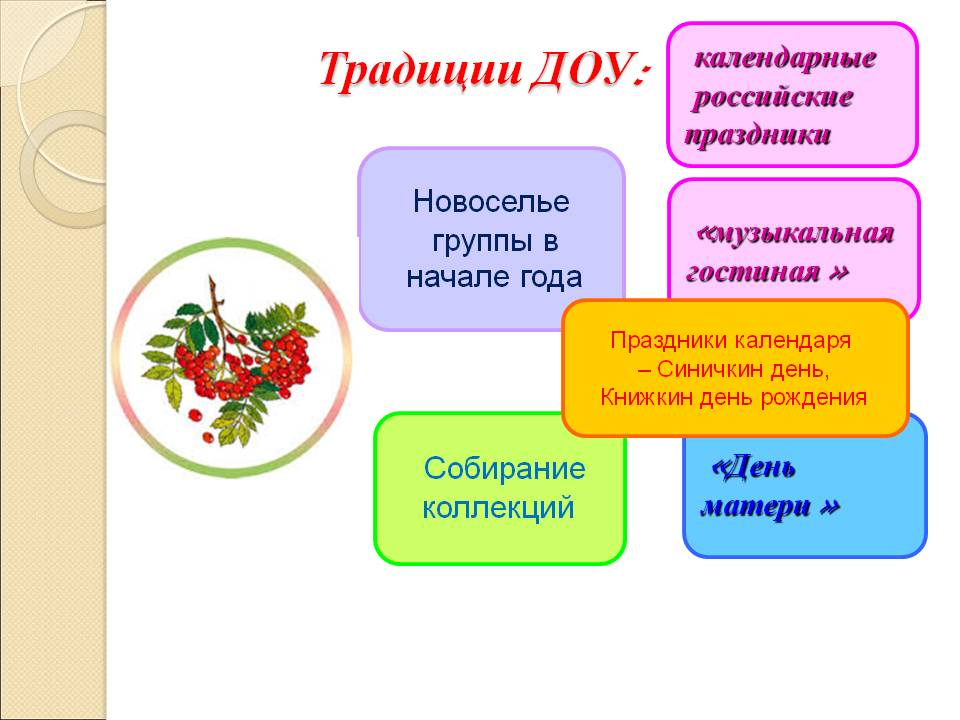 Традиции ДОУ:
календарные
российские
праздники
Новоселье
группы в
начале года
«музыкальная
гостиная »
Праздники календаря
– Синичкин день,
Книжкин день рождения
Собирание
коллекций
«День
матери »